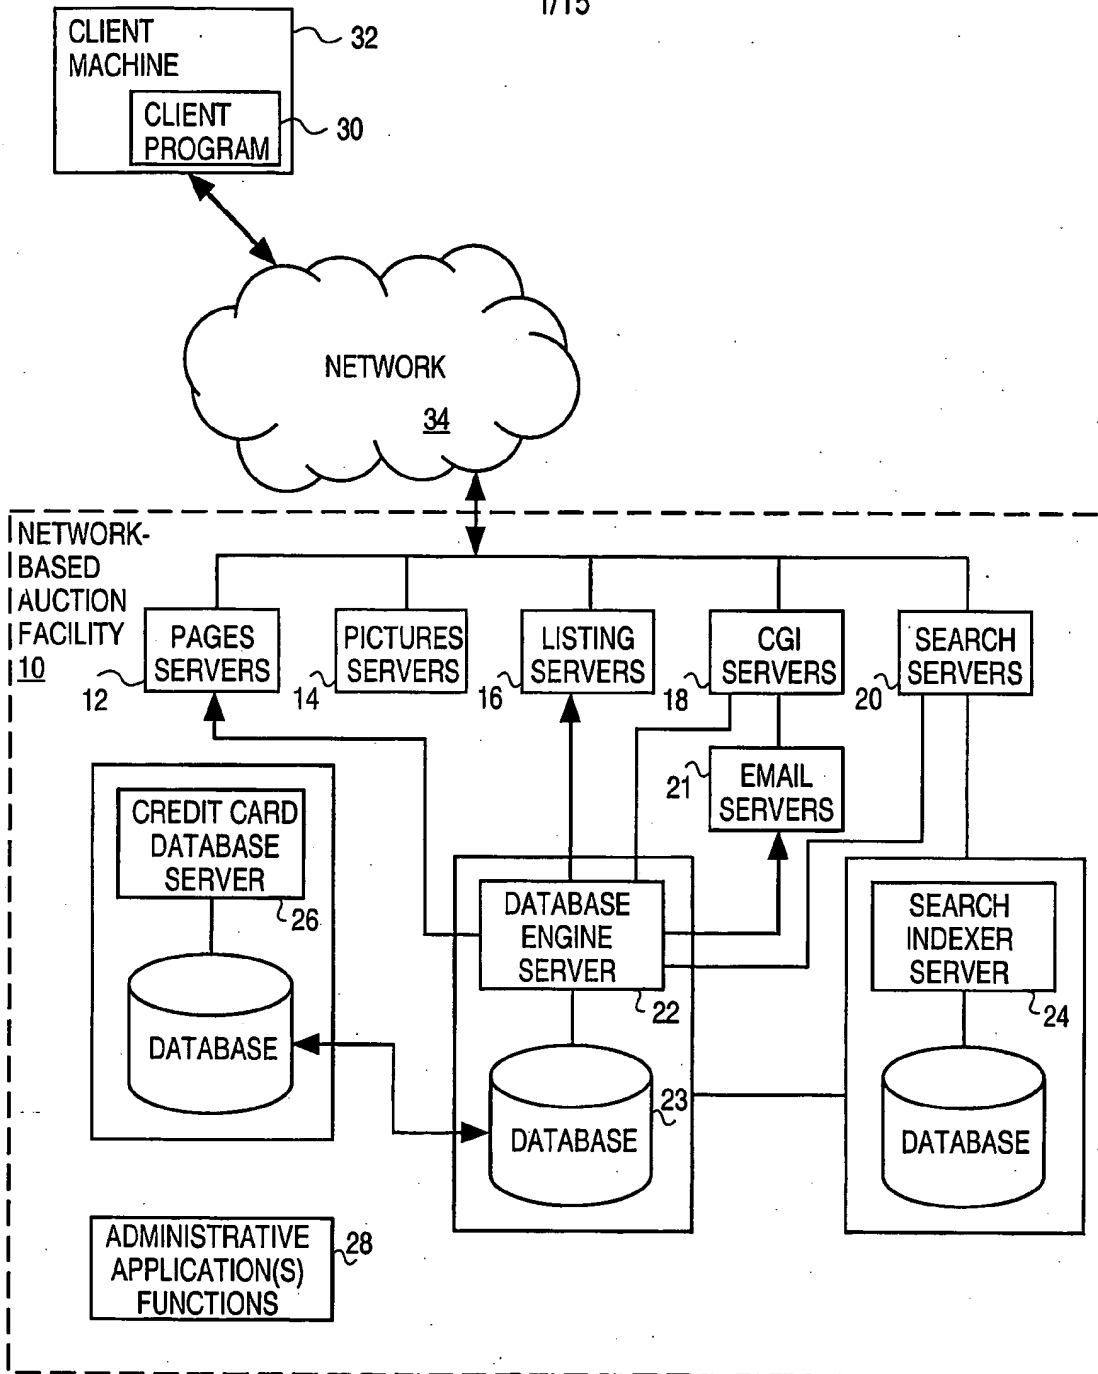 1/15
CLIENT
MACHINE
32
CLIENT
PROGRAM
30
NETWORK
34
NETWORK-
BASED
AUCTION
FACILITY
10
PAGES
SERVERS
12
PICTURES
SERVERS
14
LISTING
SERVERS
16
CGI
SERVERS
18
SEARCH
SERVERS
20
21
EMAIL
SERVERS
CREDIT CARD
DATABASE
SERVER
26
DATABASE
DATABASE
ENGINE
SERVER
22
23
DATABASE
SEARCH
INDEXER
SERVER
24
DATABASE
ADMINISTRATIVE
APPLICATION(S)
FUNCTIONS
28